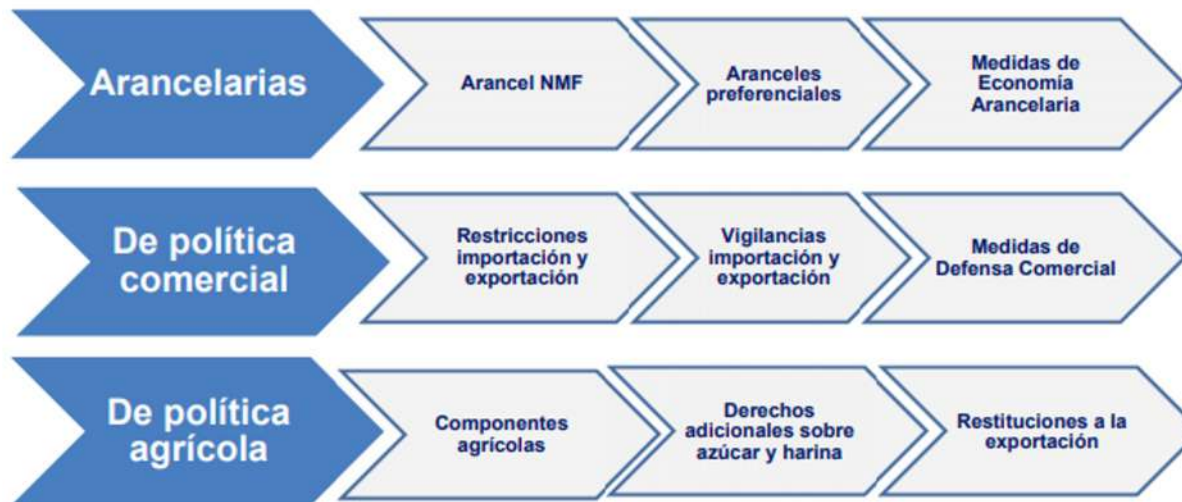 Arancelarias
Arancel NMF
Aranceles
preferenciales
Medidas de
Economía
Arancelaria
De política
comercial
Restricciones
importación y
exportación
Vigilancias
importación y
exportación
Medidas de
Defensa Comercial
De política
agrícola
Componentes
agrícolas
Derechos
adicionales sobre
azúcar y harina
Restituciones a la
exportación